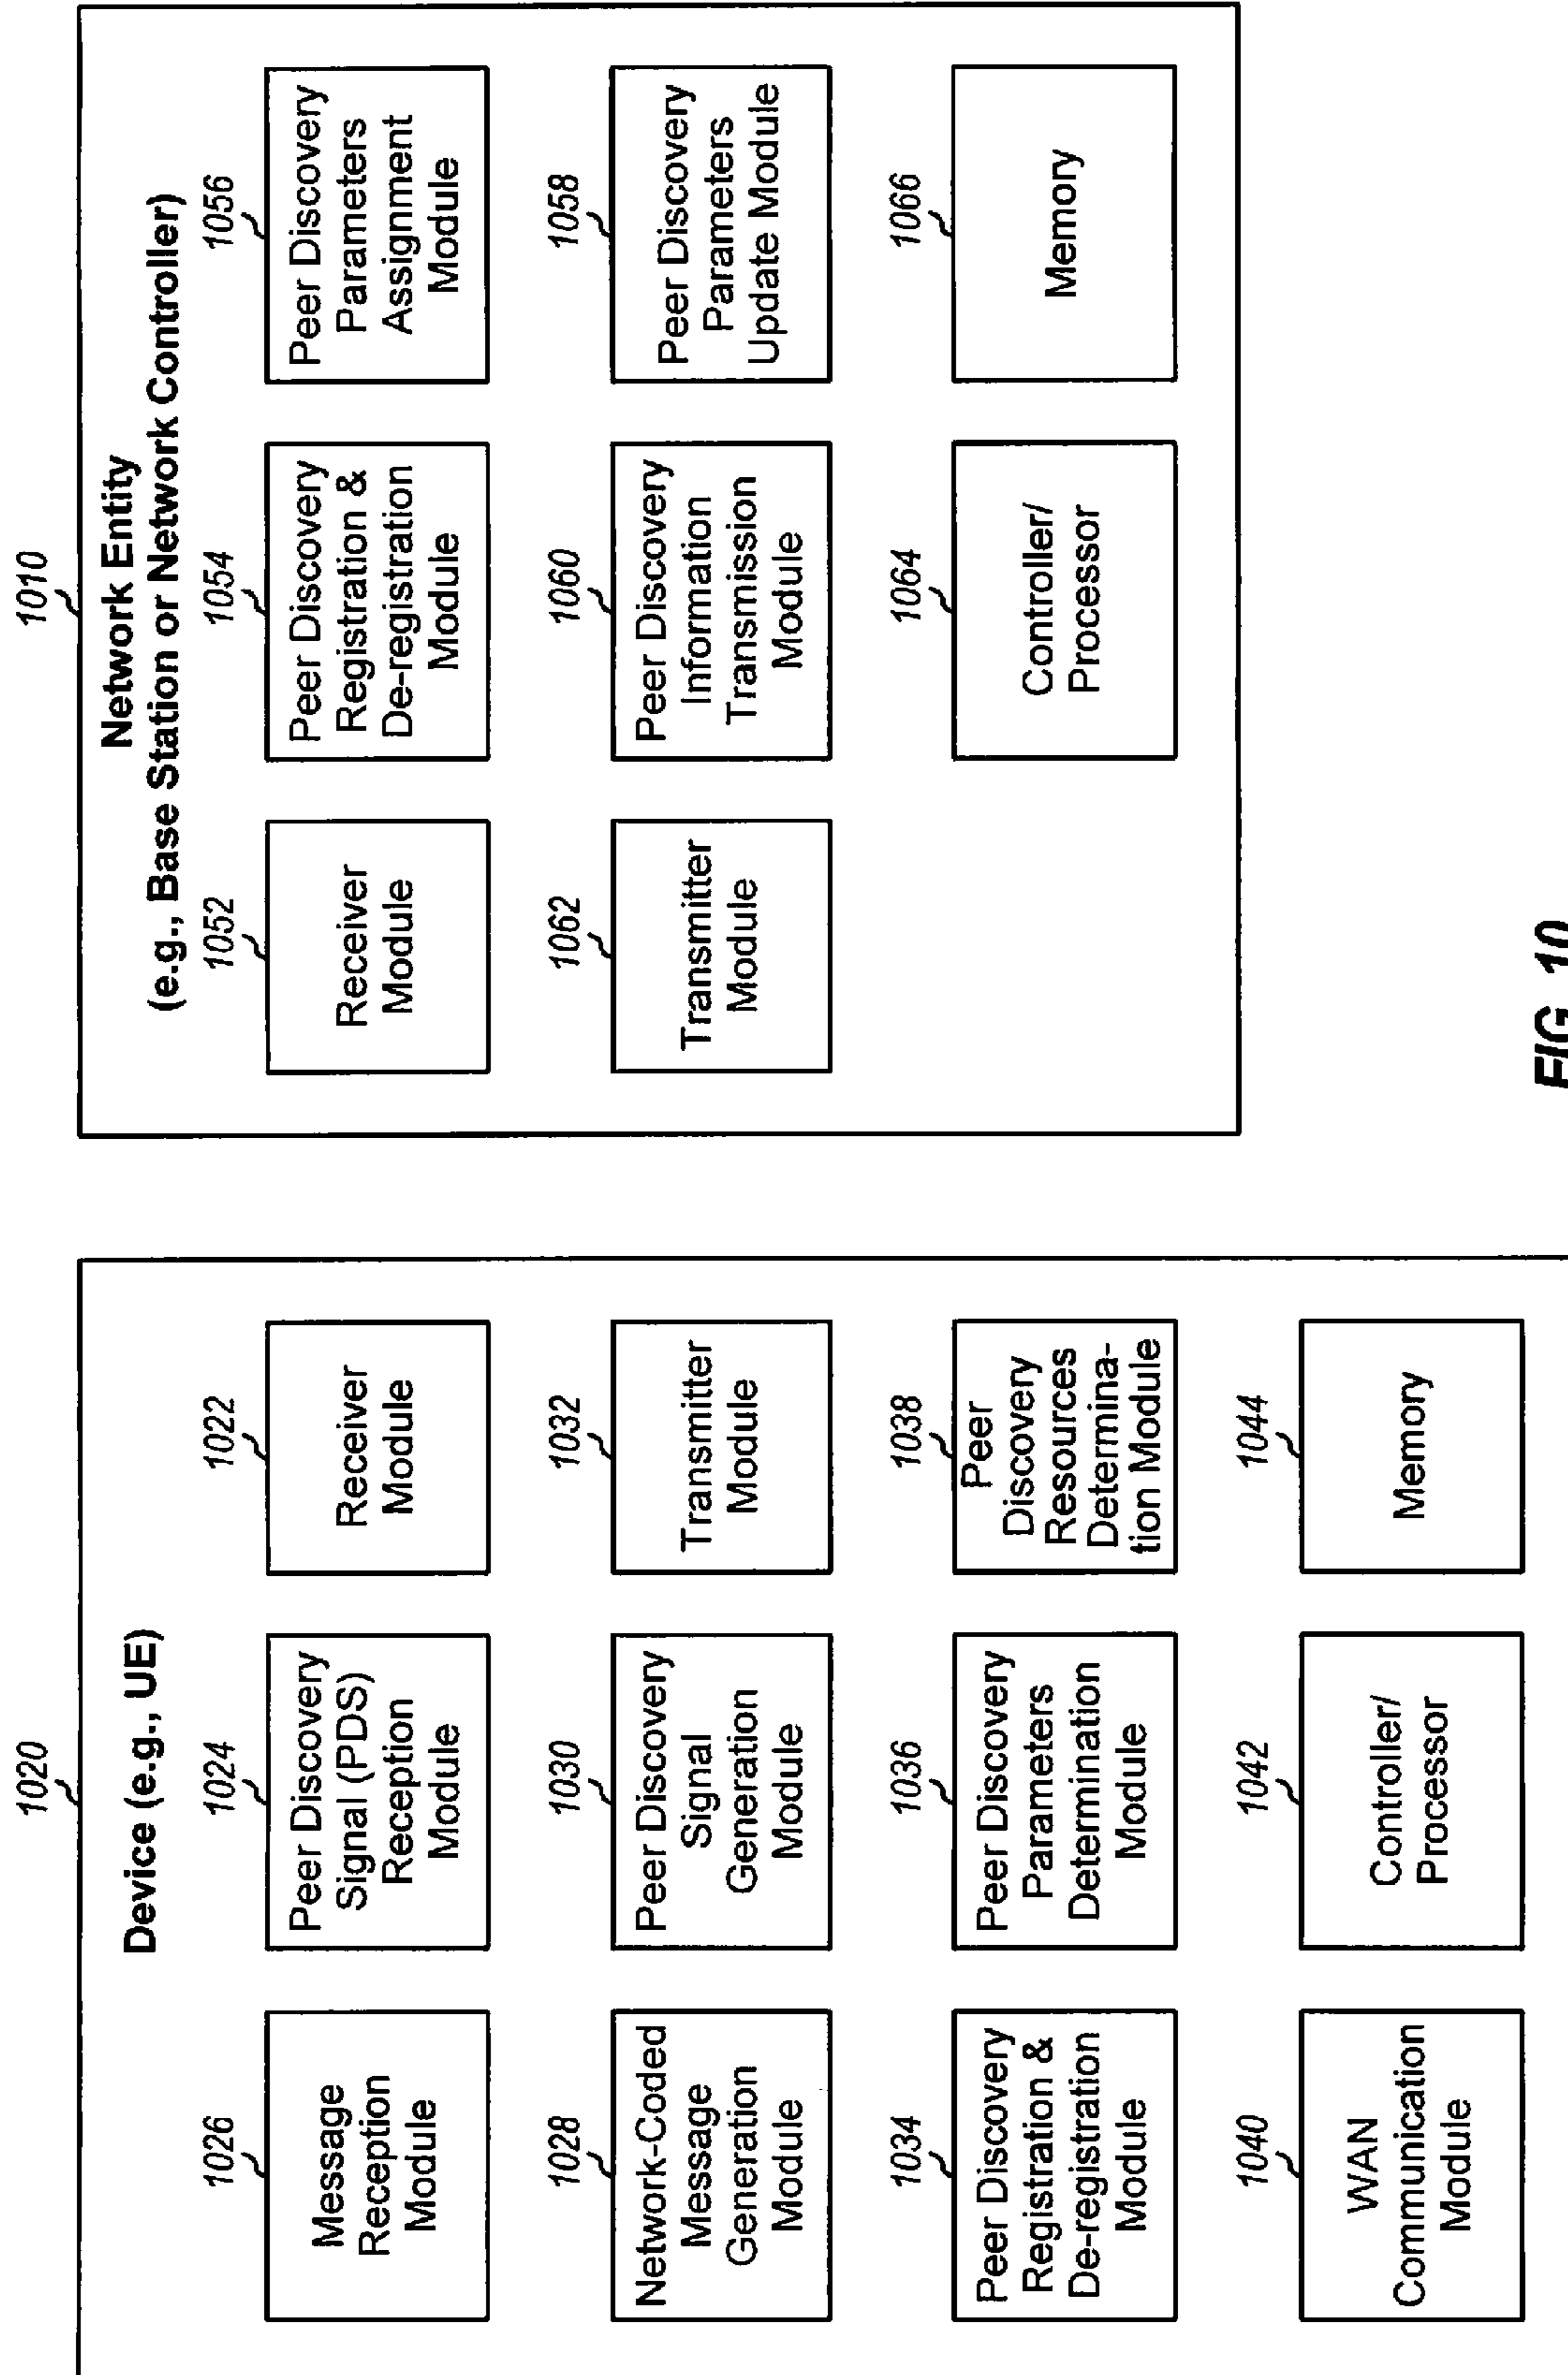 1020
Device (e.g., UE)
1026
Message
Reception
Module
1024
Peer Discovery
Signal (PDS)
Reception
Module
1022
Receiver
Module
1028
Network-Coded
Message
Generation
Module
1030
Peer Discovery
Signal
Generation
Module
1032
Transmitter
Module
1034
Peer Discovery
Registration &
De-registration
Module
1036
Peer Discovery
Parameters
Determination
Module
1038
Peer
Discovery
Resources
Determina-
tion Module
1040
WAN
Communication
Module
1042
Controller/
Processor
1044
Memory
1010
Network Entity
(e.g., Base Station or Network Controller)
1052
Receiver
Module
1054
Peer Discovery
Registration &
De-registration
Module
1056
Peer Discovery
Parameters
Assignment
Module
1062
Transmitter
Module
1060
Peer Discovery
Information
Transmission
Module
1058
Peer Discovery
Parameters
Update Module
1064
Controller/
Processor
1066
Memory
FIG. 10